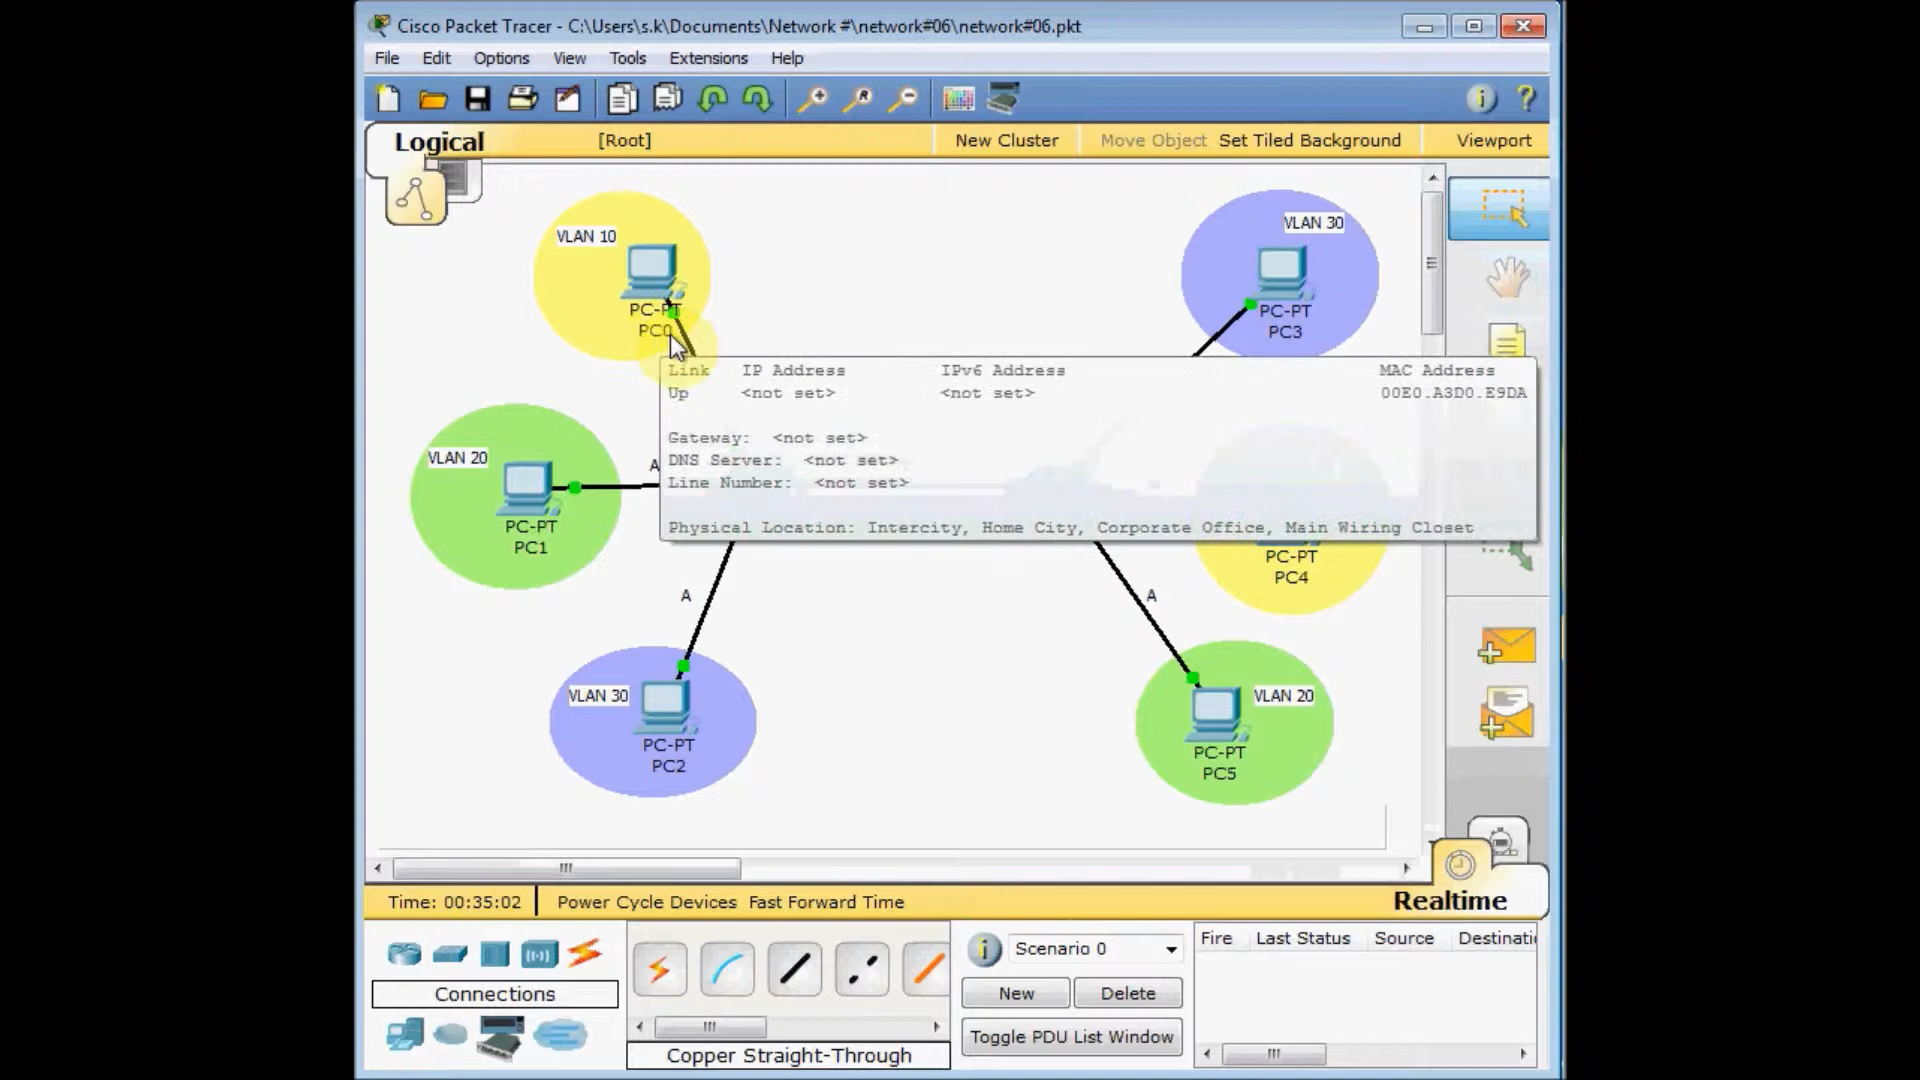 Cisco Packet Tracer - C:\Users\s.k\Documents\Network #\network#06\network#06.pkt
File Edit Options View Tools Extensions Help
Logical [Root] New Cluster Move Object Set Tiled Background Viewport
VLAN 10
PC-PT
PC0
VLAN 30
PC-PT
PC3
Link IP Address IPv6 Address MAC Address
Up <not set> <not set> 00E0.A3D0.E9DA
Gateway: <not set>
DNS Server: <not set>
Line Number: <not set>
Physical Location: Intercity, Home City, Corporate Office, Main Wiring Closet
VLAN 20
A
PC-PT
PC1
PC-PT
PC4
A
A
VLAN 30
PC-PT
PC2
VLAN 20
PC-PT
PC5
Time: 00:35:02 Power Cycle Devices Fast Forward Time Realtime
Connections
Copper Straight-Through
Scenario 0
New Delete
Toggle PDU List Window
Fire Last Status Source Destinati